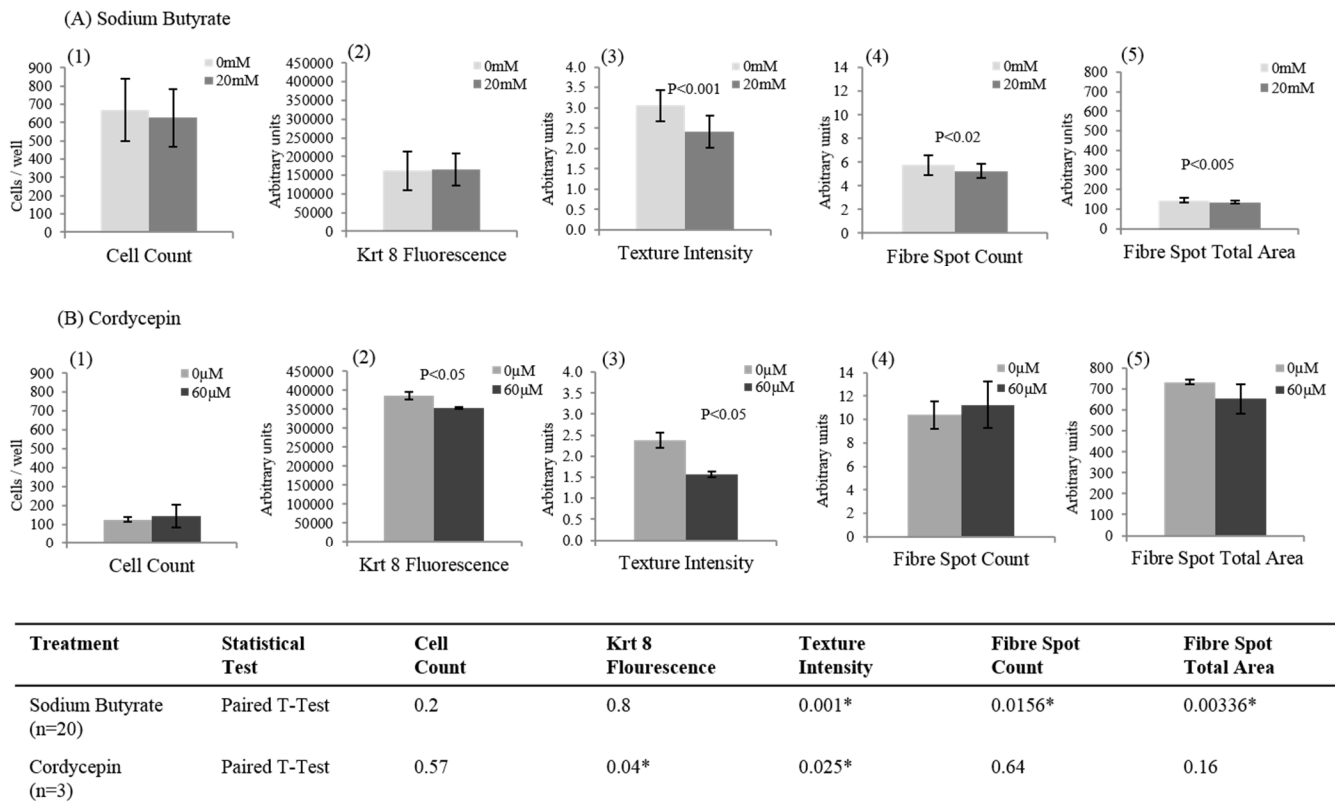 (A) Sodium Butyrate
(1)
900
800
700
600
500
400
300
200
100
0
Cells / well
0mM
20mM
Cell Count
(2)
450000
400000
350000
300000
250000
200000
150000
100000
50000
0
Arbitrary units
0mM
20mM
Krt 8 Fluorescence
(3)
4.0
3.5
3.0
2.5
2.0
1.5
1.0
0.5
0.0
Arbitrary units
0mM
20mM
P<0.001
Texture Intensity
(4)
14
12
10
8
6
4
2
0
Arbitrary units
0mM
20mM
P<0.02
Fibre Spot Count
(5)
800
700
600
500
400
300
200
100
0
Arbitrary units
0mM
20mM
P<0.005
Fibre Spot Total Area
(B) Cordycepin
(1)
900
800
700
600
500
400
300
200
100
0
Cells / well
0µM
60µM
Cell Count
(2)
450000
400000
350000
300000
250000
200000
150000
100000
50000
0
Arbitrary units
0µM
60µM
P<0.05
Krt 8 Fluorescence
(3)
4.0
3.5
3.0
2.5
2.0
1.5
1.0
0.5
0.0
Arbitrary units
0µM
60µM
P<0.05
Texture Intensity
(4)
14
12
10
8
6
4
2
0
Arbitrary units
0µM
60µM
Fibre Spot Count
(5)
800
700
600
500
400
300
200
100
0
Arbitrary units
0µM
60µM
Fibre Spot Total Area
Treatment Statistical Cell Krt 8 Texture Fibre Spot Fibre Spot
Test Count Flourescence Intensity Count Total Area
Sodium Butyrate Paired T-Test 0.2 0.8 0.001* 0.0156* 0.00336*
(n=20)
Cordycepin Paired T-Test 0.57 0.04* 0.025* 0.64 0.16
(n=3)